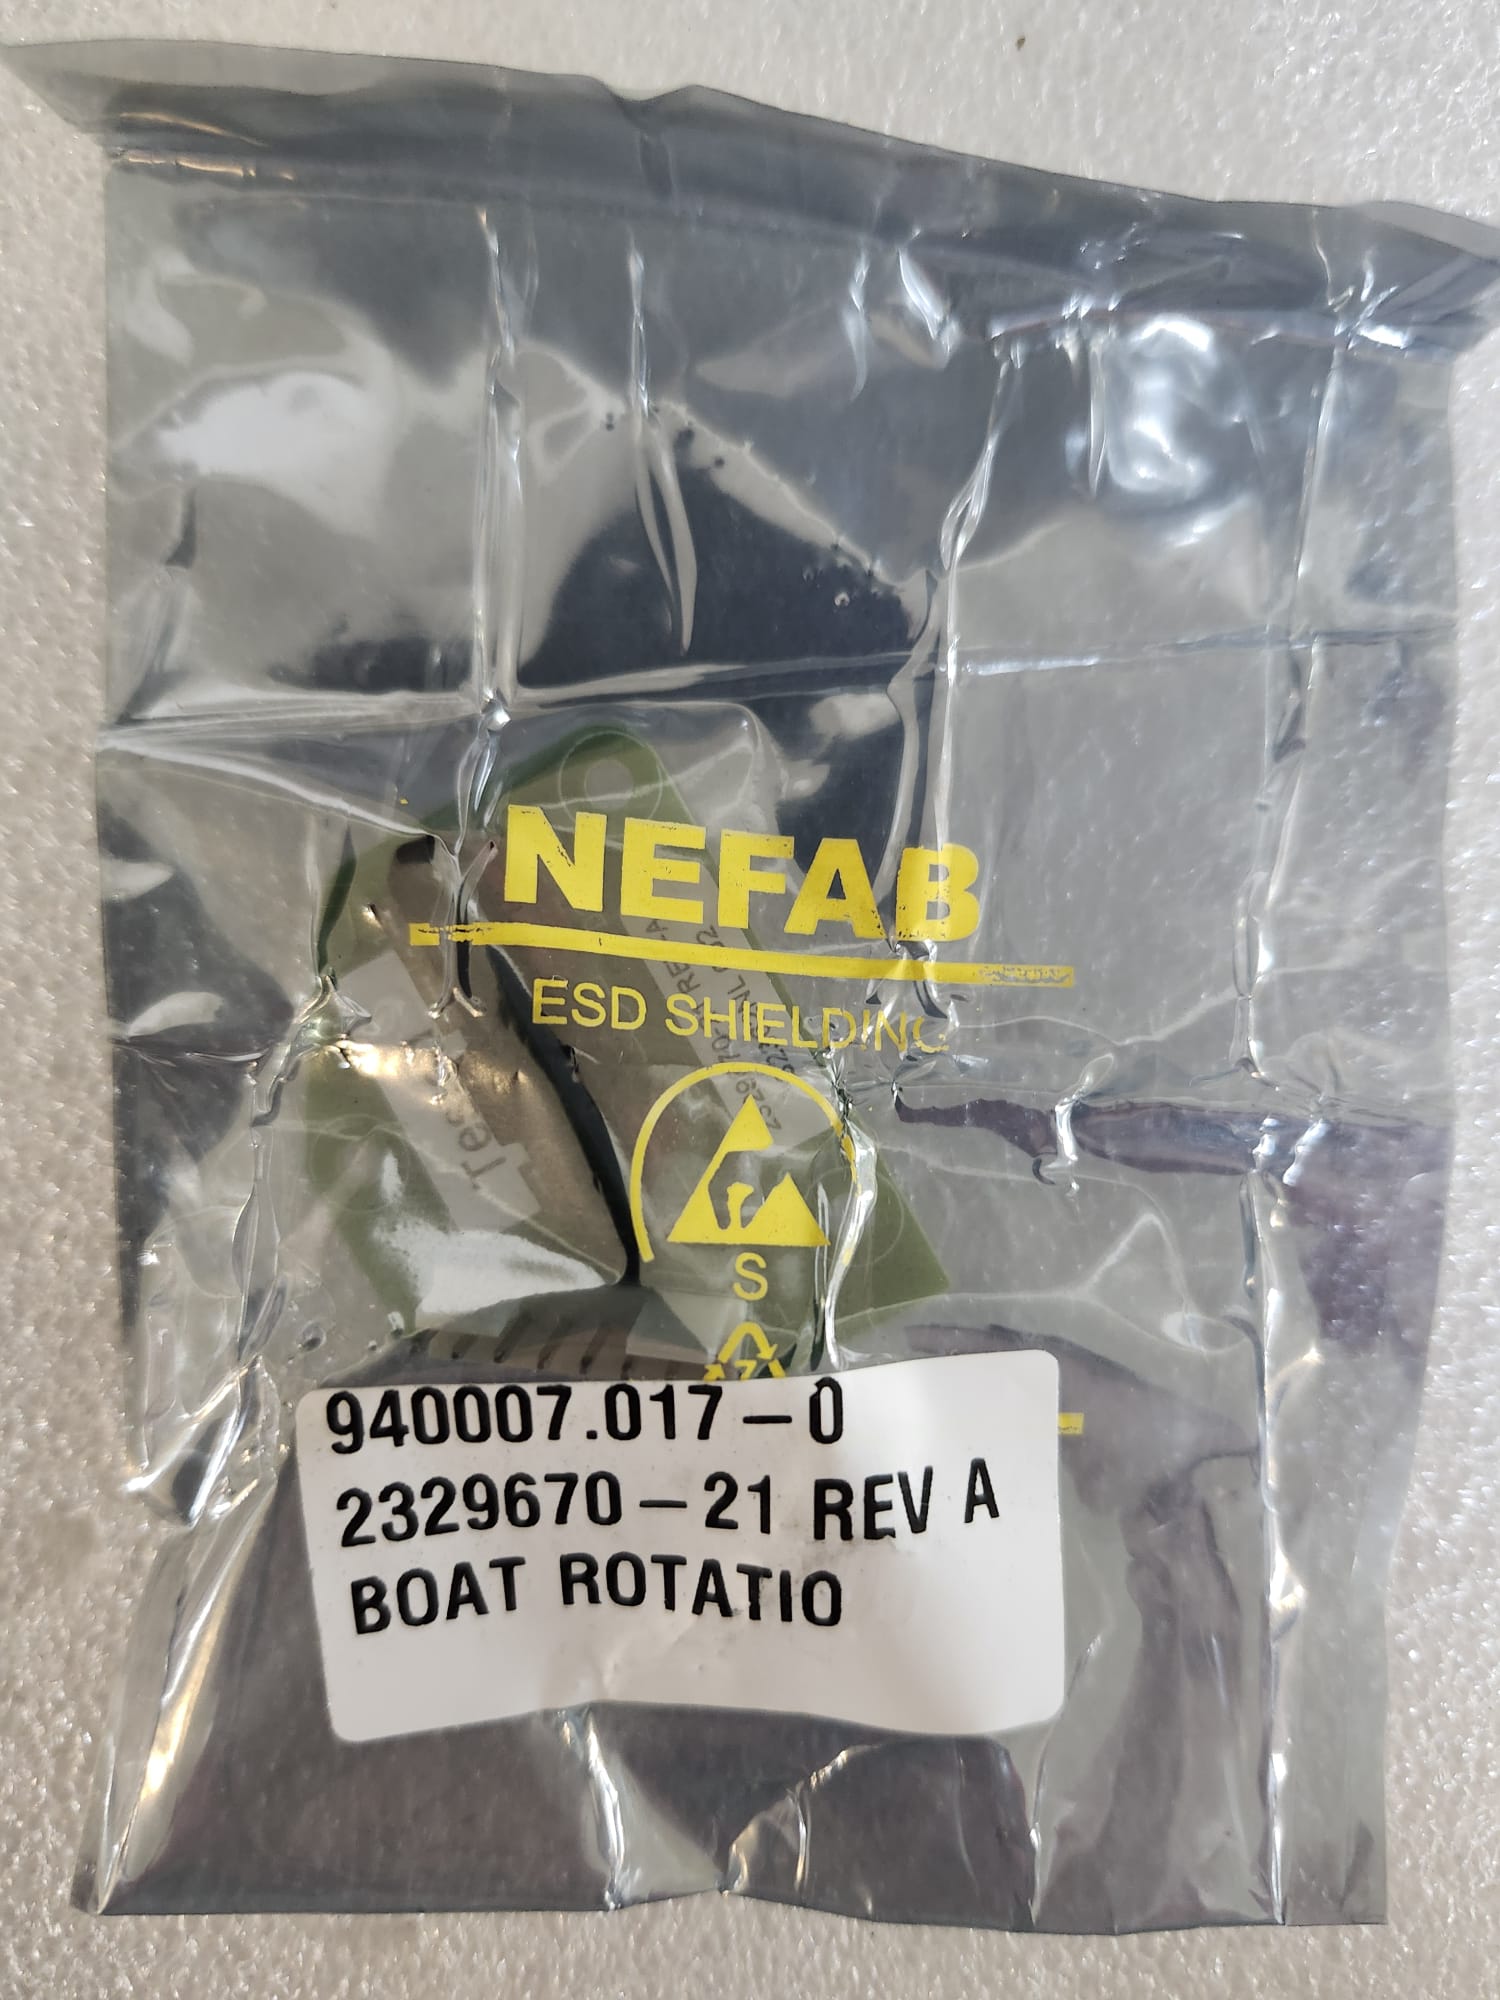 NEFAB
ESD SHIELDING
S
940007.017-0
2329670-21 REV A
BOAT ROTATIO